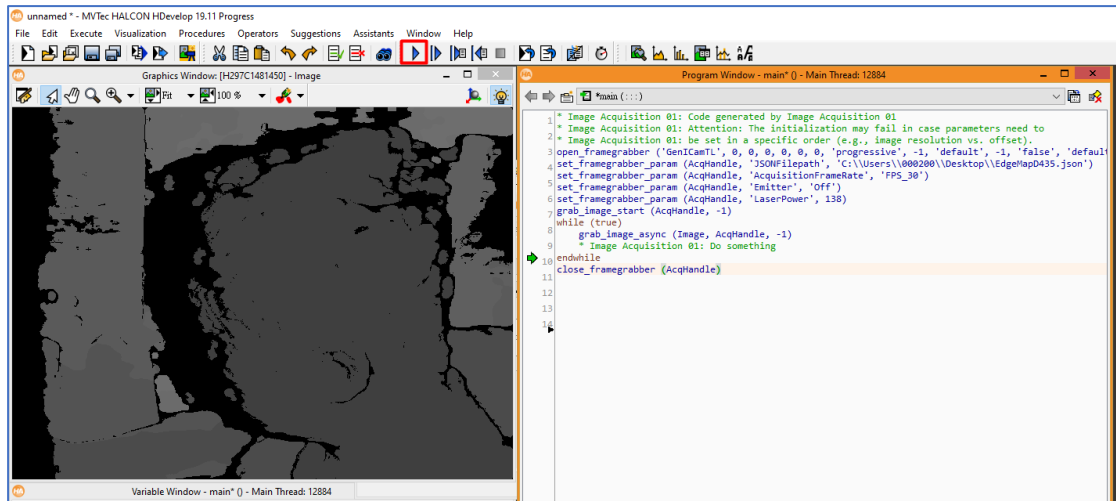 unnamed * - MVTec HALCON HDevelop 19.11 Progress
File Edit Execute Visualization Procedures Operators Suggestions Assistants Window Help
Graphics Window: [H297C1481450] - Image
Fit 100 %
Program Window - main* () - Main Thread: 12884
*main (:::)
1 * Image Acquisition 01: Code generated by Image Acquisition 01
2 * Image Acquisition 01: Attention: The initialization may fail in case parameters need to
* Image Acquisition 01: be set in a specific order (e.g., image resolution vs. offset).
3 open_framegrabber ('GenICamTL', 0, 0, 0, 0, 0, 0, 'progressive', -1, 'default', -1, 'false', 'default
4 set_framegrabber_param (AcqHandle, 'JSONFilepath', 'C:\\Users\\000200\\Desktop\\EdgeMapD435.json')
5 set_framegrabber_param (AcqHandle, 'AcquisitionFrameRate', 'FPS_30')
set_framegrabber_param (AcqHandle, 'Emitter', 'Off')
6 set_framegrabber_param (AcqHandle, 'LaserPower', 138)
7 grab_image_start (AcqHandle, -1)
while (true)
8 grab_image_async (Image, AcqHandle, -1)
9 * Image Acquisition 01: Do something
10 endwhile
11 close_framegrabber (AcqHandle)
12
13
14
Variable Window - main* () - Main Thread: 12884